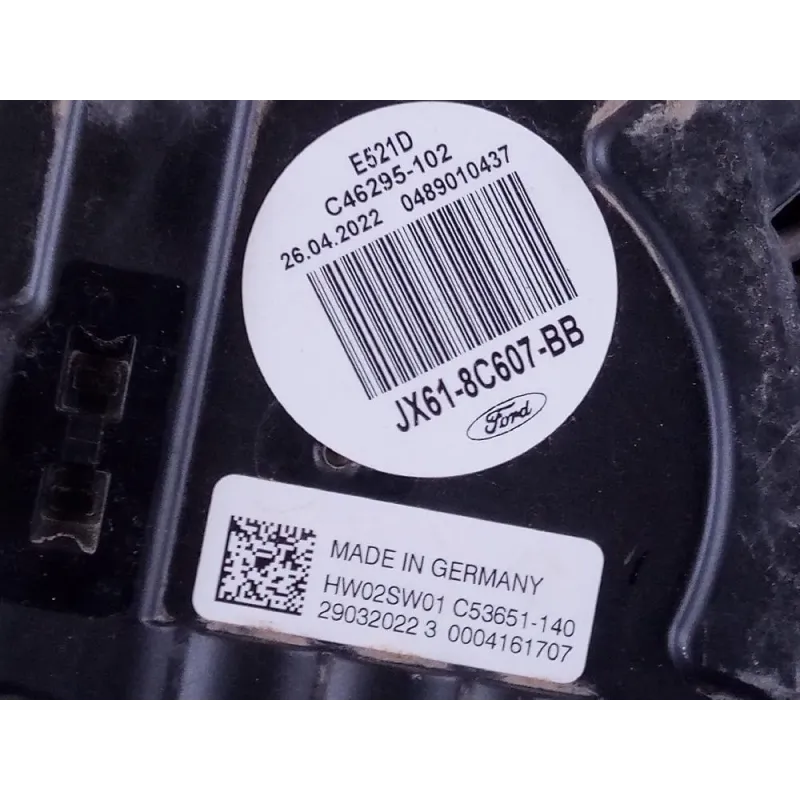 E521D
C46295-102
26.04.2022 0489010437
JX61-8C607-BB
Ford
MADE IN GERMANY
HW02SW01 C53651-140
29032022 3 0004161707